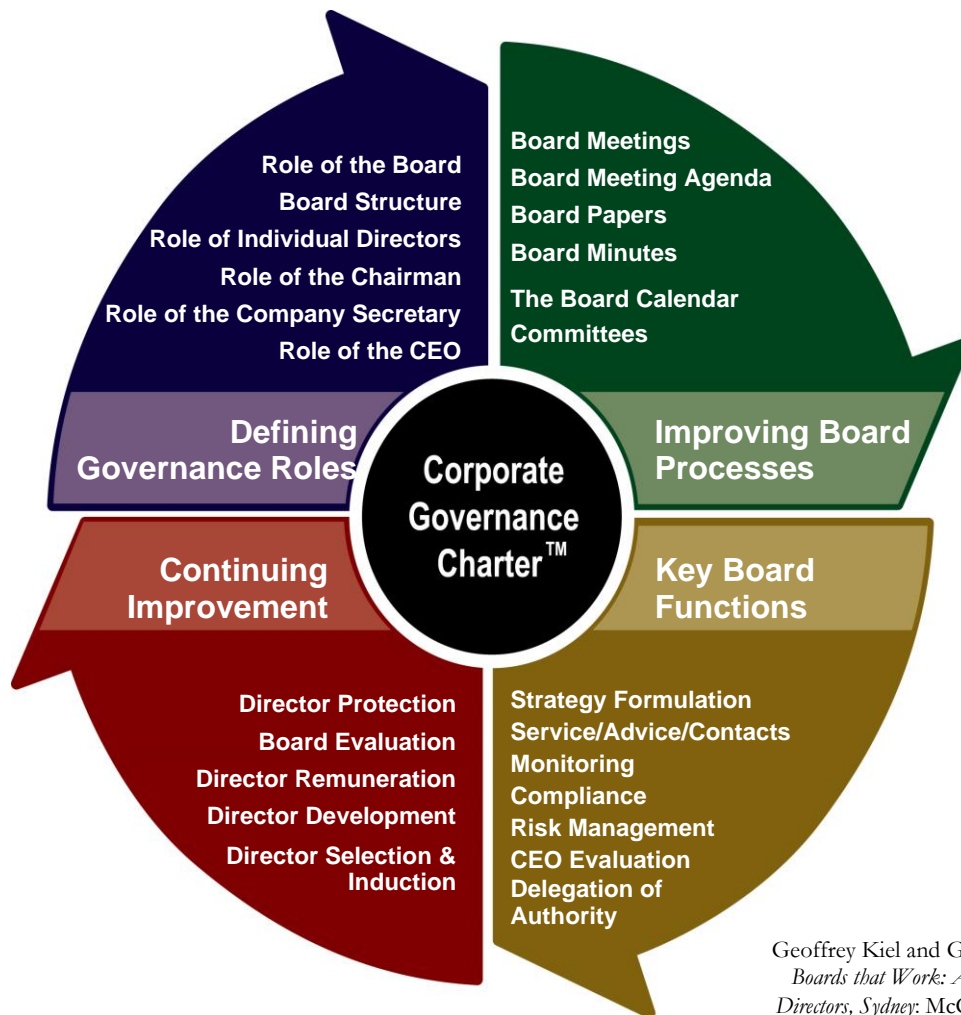 Role of the Board
Board Structure
Role of Individual Directors
Role of the Chairman
Role of the Company Secretary
Role of the CEO
Defining
Governance Roles
Board Meetings
Board Meeting Agenda
Board Papers
Board Minutes
The Board Calendar
Committees
Improving Board
Processes
Corporate
Governance
Charter™
Continuing
Improvement
Director Protection
Board Evaluation
Director Remuneration
Director Development
Director Selection &
Induction
Key Board
Functions
Strategy Formulation
Service/Advice/Contacts
Monitoring
Compliance
Risk Management
CEO Evaluation
Delegation of
Authority
Geoffrey Kiel and G
Boards that Work: A
Directors, Sydney: McC